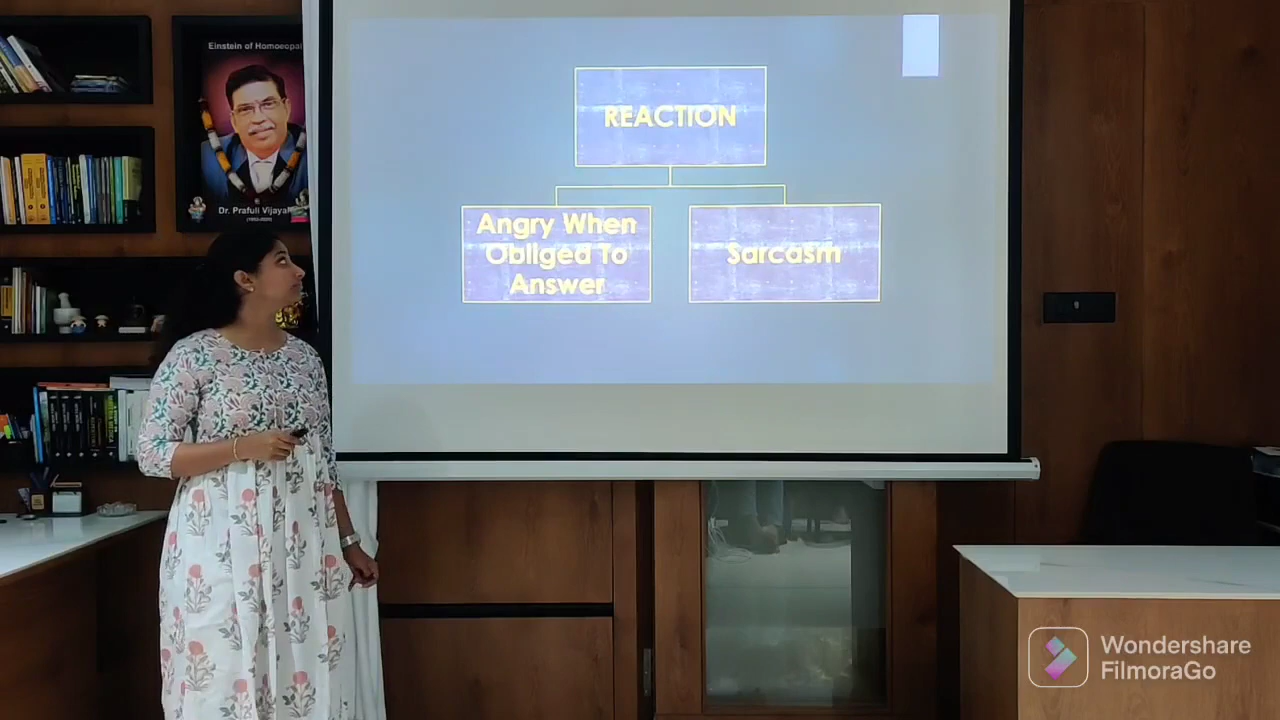 Einstein of Homoeopat
Dr. Prafull Vijayak
REACTION
Angry When
Obliged To
Answer
Sarcasm
Wondershare
FilmoraGo